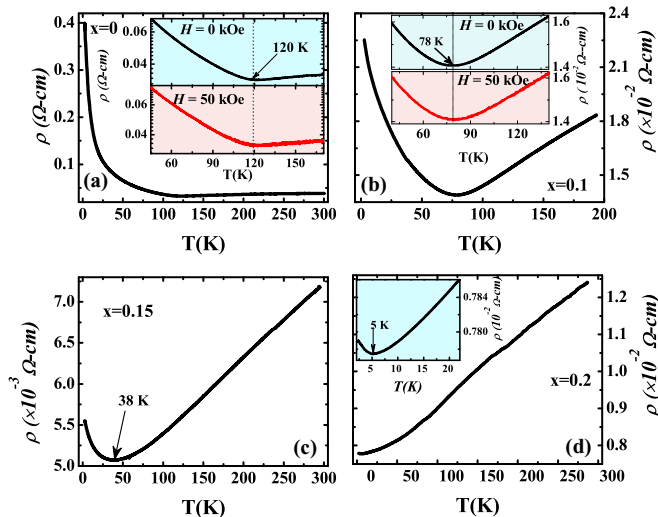 x=0
H = 0 kOe
120 K
H = 50 kOe
0.06
0.04
0.06
0.04
ρ (Ω-cm)
ρ (Ω-cm)
60 90 120 150
T(K)
0.4
0.3
0.2
0.1
0.0
ρ (Ω-cm)
(a)
0 50 100 150 200 250 300
T(K)
H = 0 kOe
78 K
H = 50 kOe
1.6
1.4
1.6
1.4
ρ (10⁻² Ω-cm)
60 90 120
T(K)
2.4
2.1
1.8
1.5
ρ (×10⁻² Ω-cm)
(b)
x=0.1
0 50 100 150 200
T(K)
x=0.15
38 K
7.0
6.5
6.0
5.5
5.0
ρ (×10⁻³ Ω-cm)
(c)
0 50 100 150 200 250 300
T(K)
5 K
0.784
0.780
ρ (10⁻² Ω-cm)
5 10 15 20
T(K)
x=0.2
1.2
1.1
1.0
0.9
0.8
ρ (×10⁻² Ω-cm)
(d)
0 50 100 150 200 250 300
T(K)